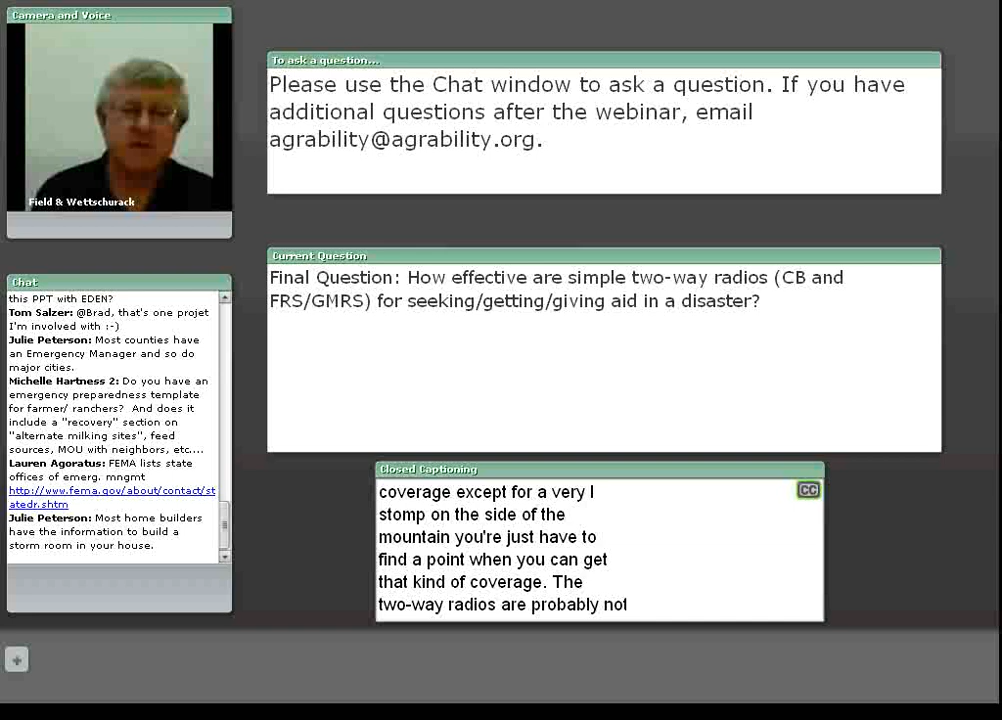 Camera and Voice
Field & Wettschurack
To ask a question...
Please use the Chat window to ask a question. If you have
additional questions after the webinar, email
agrability@agrability.org.
Current Question
Final Question: How effective are simple two-way radios (CB and
FRS/GMRS) for seeking/getting/giving aid in a disaster?
Chat
this PPT with EDEN?
Tom Salzer: @Brad, that's one projet
I'm involved with :-)
Julie Peterson: Most counties have
an Emergency Manager and so do
major cities.
Michelle Hartness 2: Do you have an
emergency preparedness template
for farmer/ ranchers? And does it
include a "recovery" section on
"alternate milking sites", feed
sources, MOU with neighbors, etc....
Lauren Agoratus: FEMA lists state
offices of emerg. mngmt
http://www.fema.gov/about/contact/st
atedr.shtm
Julie Peterson: Most home builders
have the information to build a
storm room in your house.
Closed Captioning
CC
coverage except for a very I
stomp on the side of the
mountain you're just have to
find a point when you can get
that kind of coverage. The
two-way radios are probably not